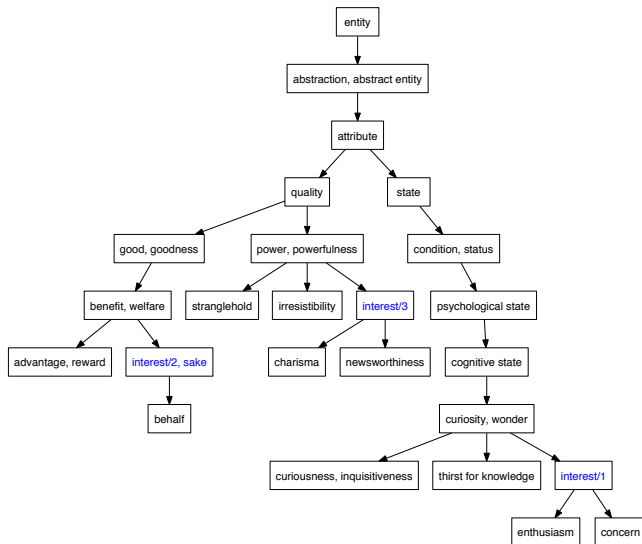 entity
abstraction, abstract entity
attribute
quality
state
good, goodness
power, powerfulness
condition, status
benefit, welfare
stranglehold
irresistibility
interest/3
psychological state
advantage, reward
interest/2, sake
charisma
newsworthiness
cognitive state
behalf
curiosity, wonder
curiousness, inquisitiveness
thirst for knowledge
interest/1
enthusiasm
concern